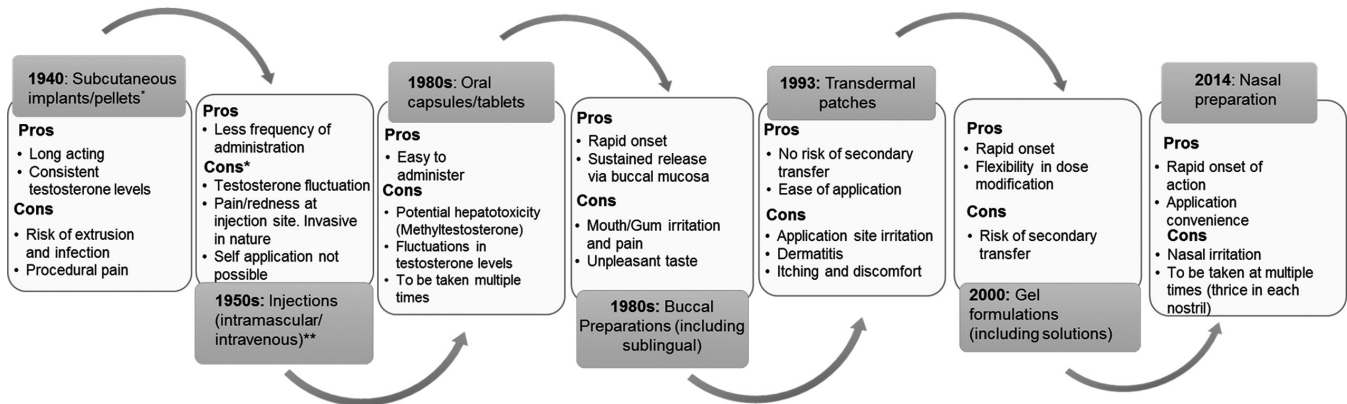 1940: Subcutaneous
implants/pellets*
Pros
• Long acting
• Consistent
testosterone levels
Cons
• Risk of extrusion
and infection
• Procedural pain
Pros
• Less frequency of
administration
Cons*
• Testosterone fluctuation
• Pain/redness at
injection site. Invasive
in nature
• Self application not
possible
1950s: Injections
(intramascular/
intravenous)**
1980s: Oral
capsules/tablets
Pros
• Easy to
administer
Cons
• Potential hepatotoxicity
(Methyltestosterone)
• Fluctuations in
testosterone levels
• To be taken multiple
times
Pros
• Rapid onset
• Sustained release
via buccal mucosa
Cons
• Mouth/Gum irritation
and pain
• Unpleasant taste
1980s: Buccal
Preparations (including
sublingual)
1993: Transdermal
patches
Pros
• No risk of secondary
transfer
• Ease of application
Cons
• Application site irritation
• Dermatitis
• Itching and discomfort
Pros
• Rapid onset
• Flexibility in dose
modification
Cons
• Risk of secondary
transfer
2000: Gel
formulations
(including solutions)
2014: Nasal
preparation
Pros
• Rapid onset of
action
• Application
convenience
Cons
• Nasal irritation
• To be taken at multiple
times (thrice in each
nostril)